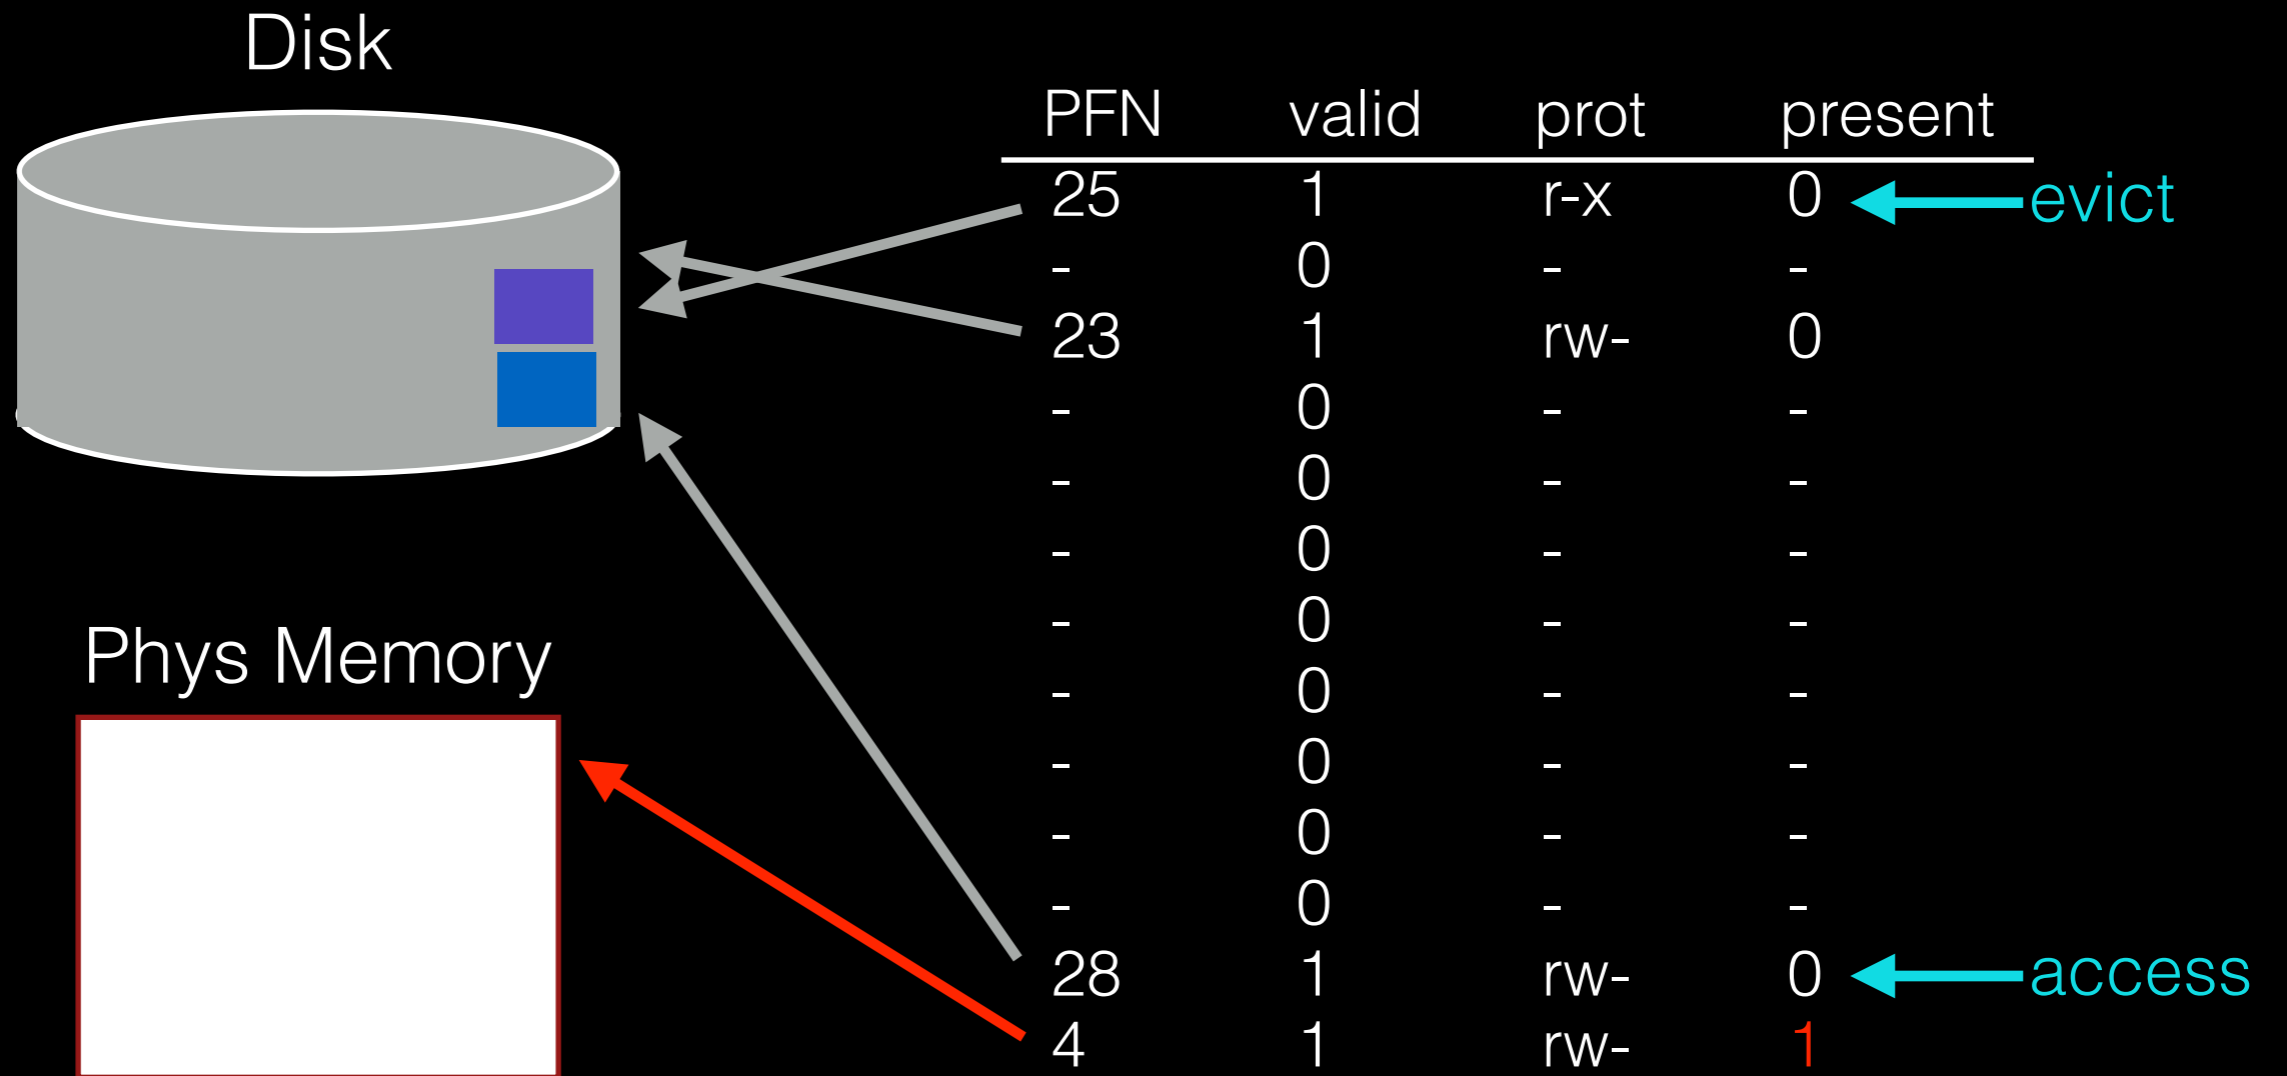 Disk
PFN valid prot present
25 1 r-x 0 evict
- 0 - -
23 1 rw- 0
- 0 - -
- 0 - -
- 0 - -
- 0 - -
- 0 - -
- 0 - -
- 0 - -
- 0 - -
28 1 rw- 0 access
4 1 rw- 1
Phys Memory